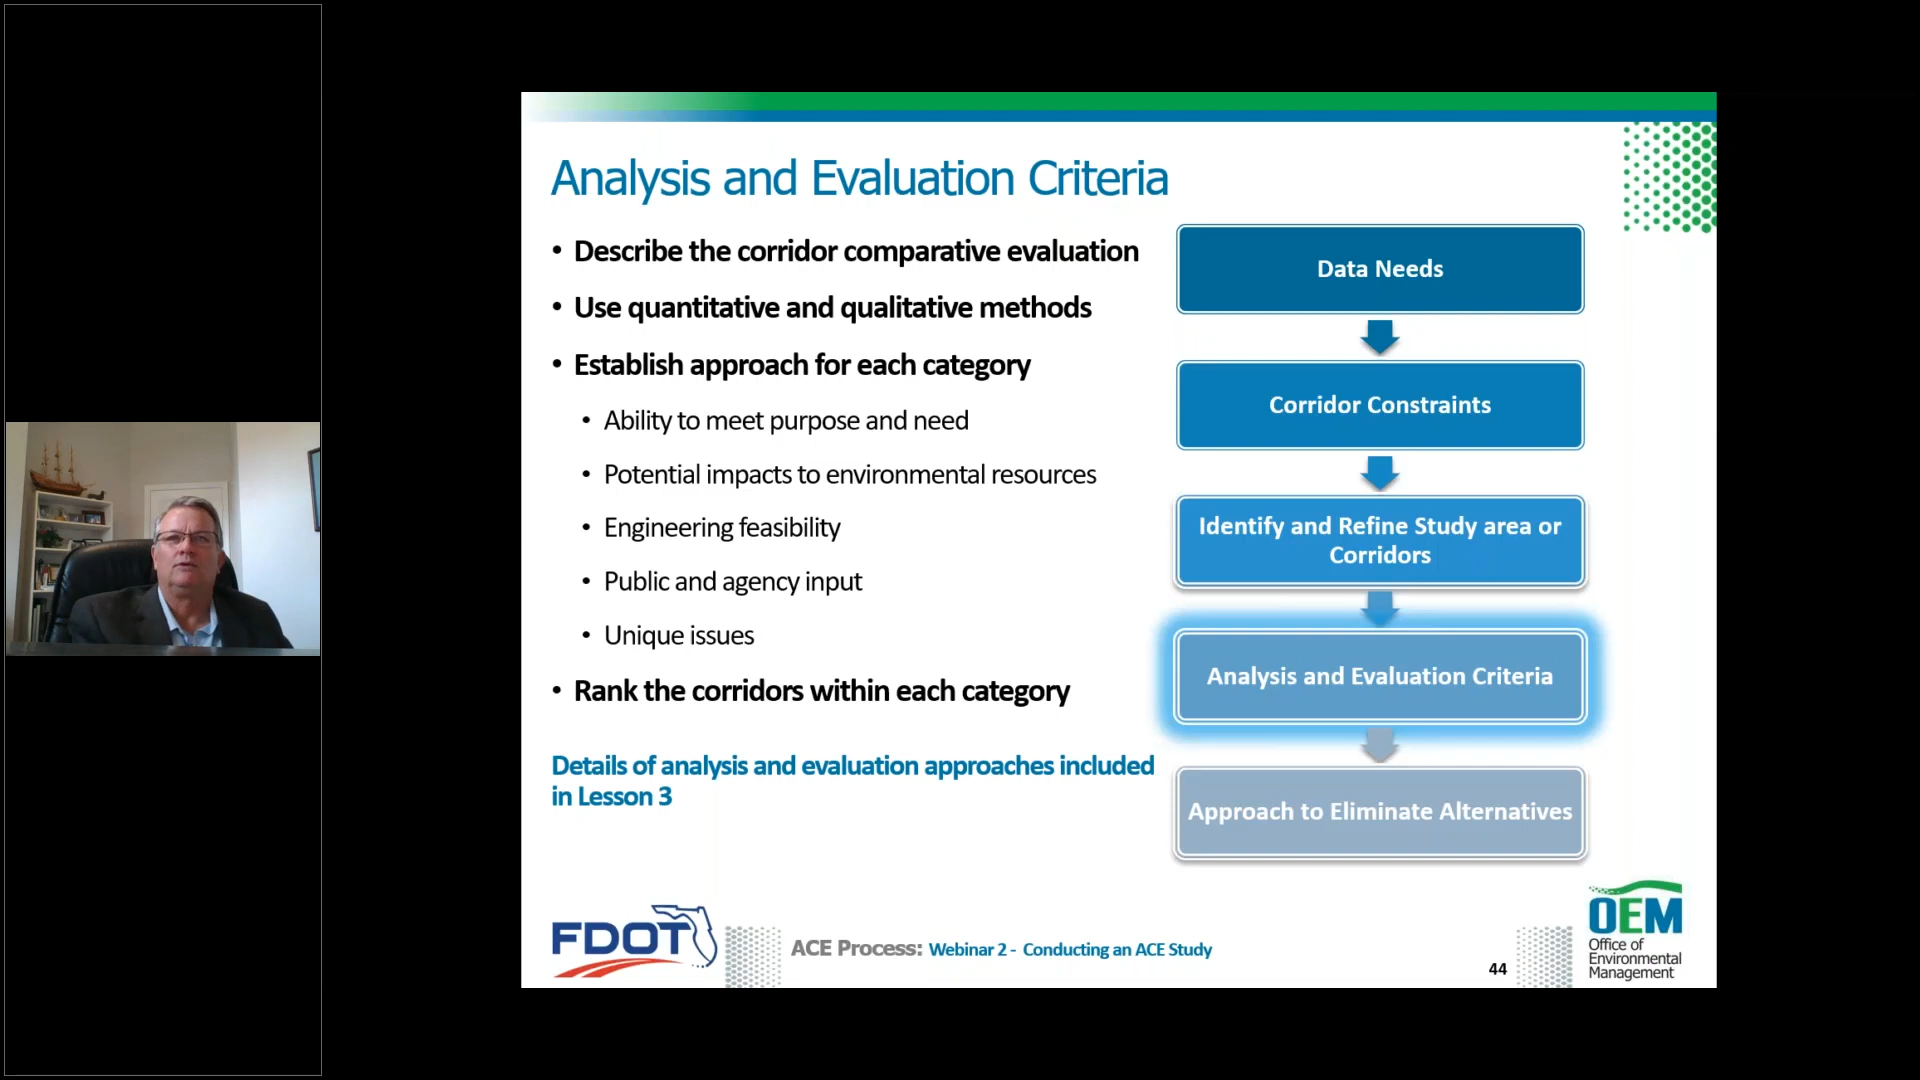 Analysis and Evaluation Criteria
• Describe the corridor comparative evaluation
• Use quantitative and qualitative methods
• Establish approach for each category
• Ability to meet purpose and need
• Potential impacts to environmental resources
• Engineering feasibility
• Public and agency input
• Unique issues
• Rank the corridors within each category
Details of analysis and evaluation approaches included
in Lesson 3
Data Needs
Corridor Constraints
Identify and Refine Study area or
Corridors
Analysis and Evaluation Criteria
Approach to Eliminate Alternatives
FDOT
ACE Process: Webinar 2 - Conducting an ACE Study
44
OEM
Office of
Environmental
Management